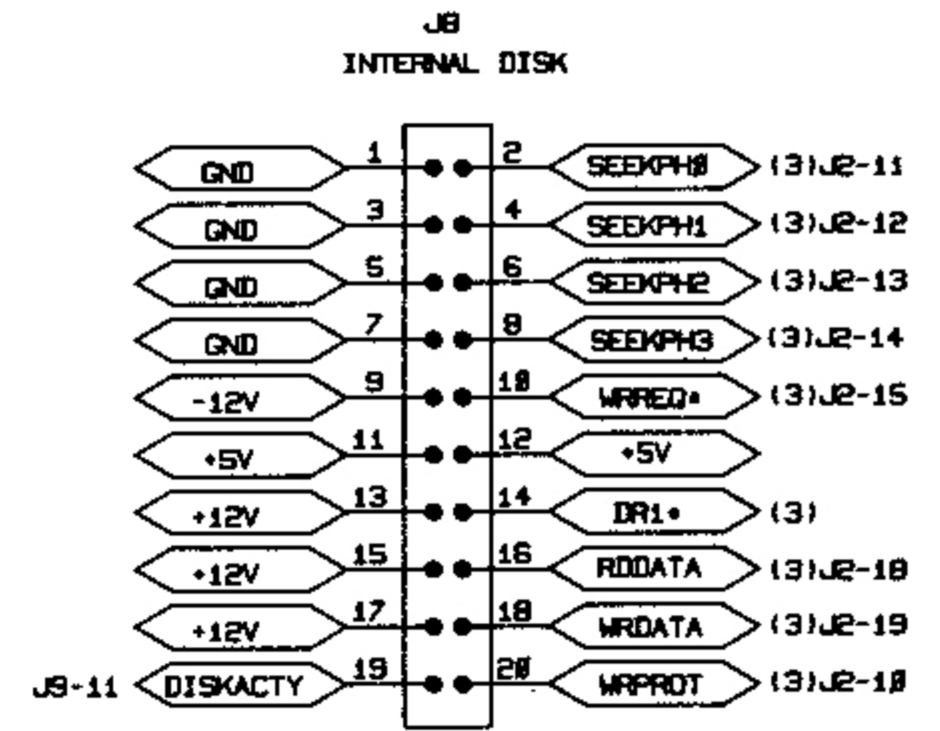 J8
INTERNAL DISK
GND 1 2 SEEKPH0 (3)J2-11
GND 3 4 SEEKPH1 (3)J2-12
GND 5 6 SEEKPH2 (3)J2-13
GND 7 8 SEEKPH3 (3)J2-14
-12V 9 10 WRREQ* (3)J2-15
+5V 11 12 +5V
+12V 13 14 DR1* (3)
+12V 15 16 RDDATA (3)J2-18
+12V 17 18 WRDATA (3)J2-19
J9-11 DISKACTY 19 20 WRPROT (3)J2-10